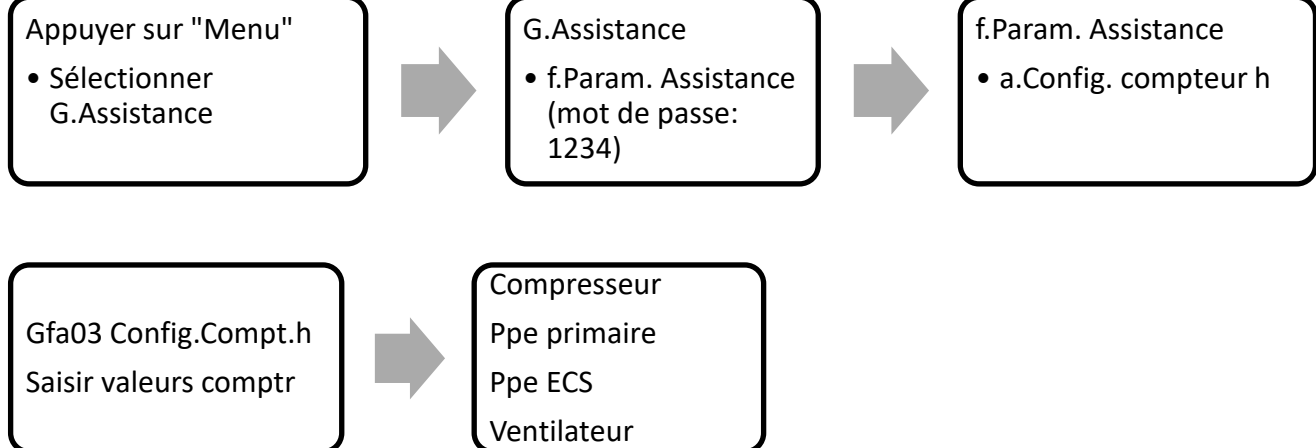 Appuyer sur "Menu"
• Sélectionner
G.Assistance
G.Assistance
• f.Param. Assistance
(mot de passe:
1234)
f.Param. Assistance
• a.Config. compteur h
Gfa03 Config.Compt.h
Saisir valeurs comptr
Compresseur
Ppe primaire
Ppe ECS
Ventilateur